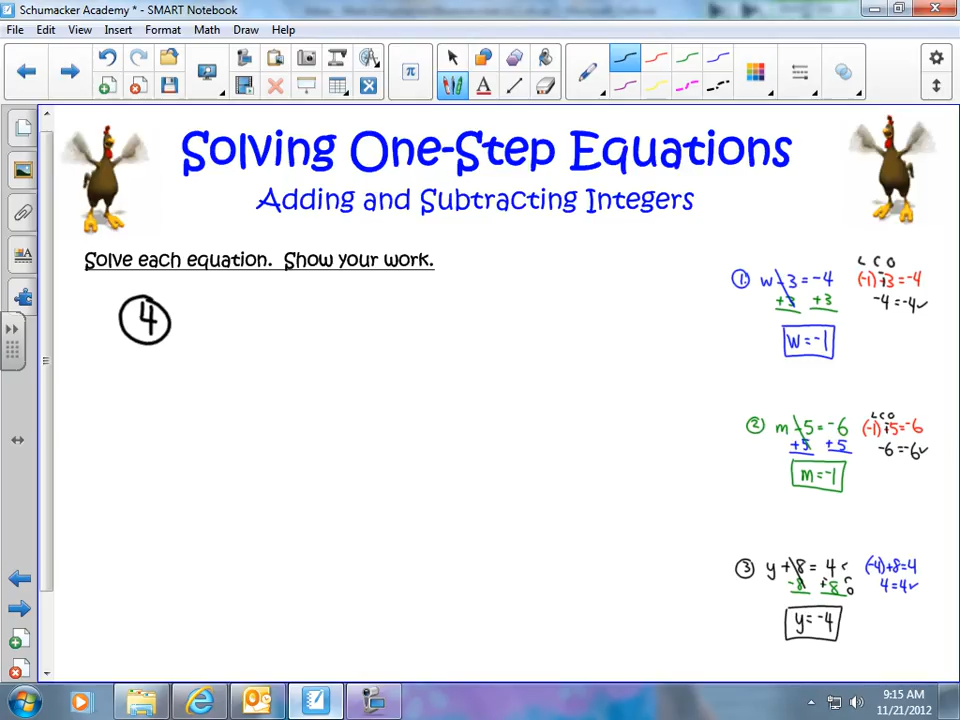 Schumacker Academy * - SMART Notebook
File Edit View Insert Format Math Draw Help
π
A
Solving One-Step Equations
Adding and Subtracting Integers
Solve each equation. Show your work.
④
① w - 3 = -4
+3 +3
w = -1
L C O
(-1) + -3 = -4
-4 = -4 ✓
② m - 5 = -6
+5 +5
m = -1
L C O
(-1) + -5 = -6
-6 = -6 ✓
③ y + 8 = 4
-8 + -8
y = -4
L
C
O
(-4) + 8 = 4
4 = 4 ✓
9:15 AM
11/21/2012